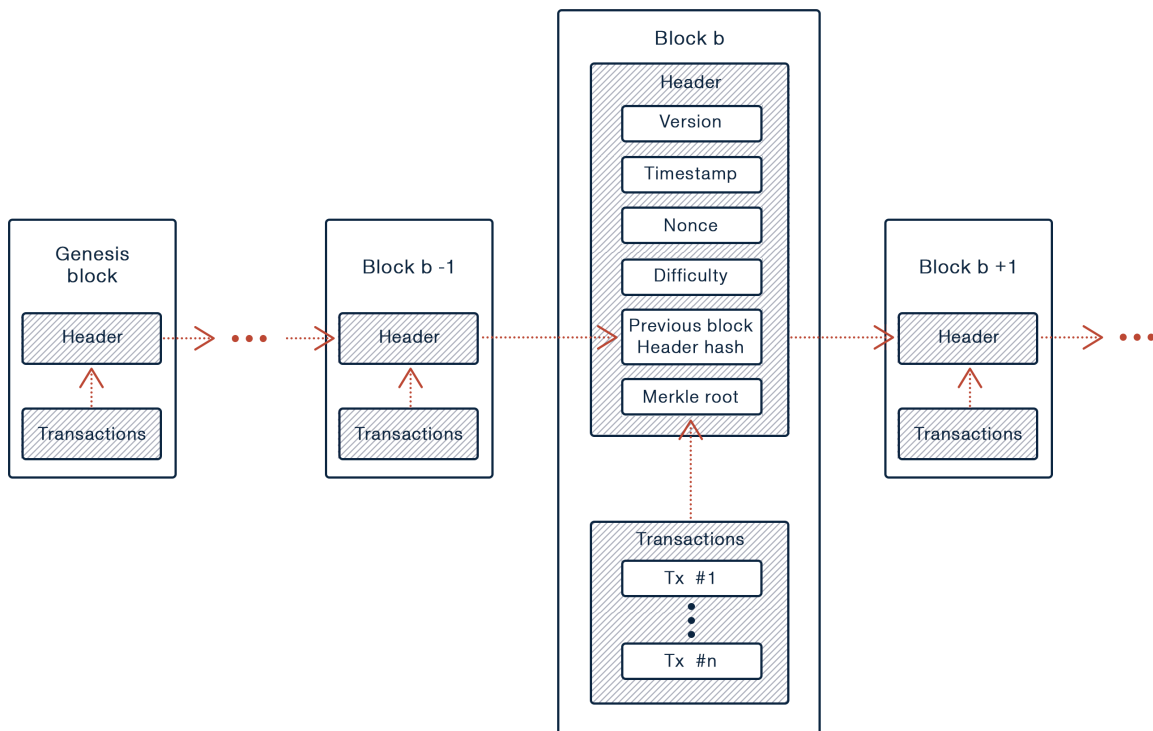 Genesis
block
Header
Transactions
Block b -1
Header
Transactions
Block b
Header
Version
Timestamp
Nonce
Difficulty
Previous block
Header hash
Merkle root
Transactions
Tx #1
Tx #n
Block b +1
Header
Transactions